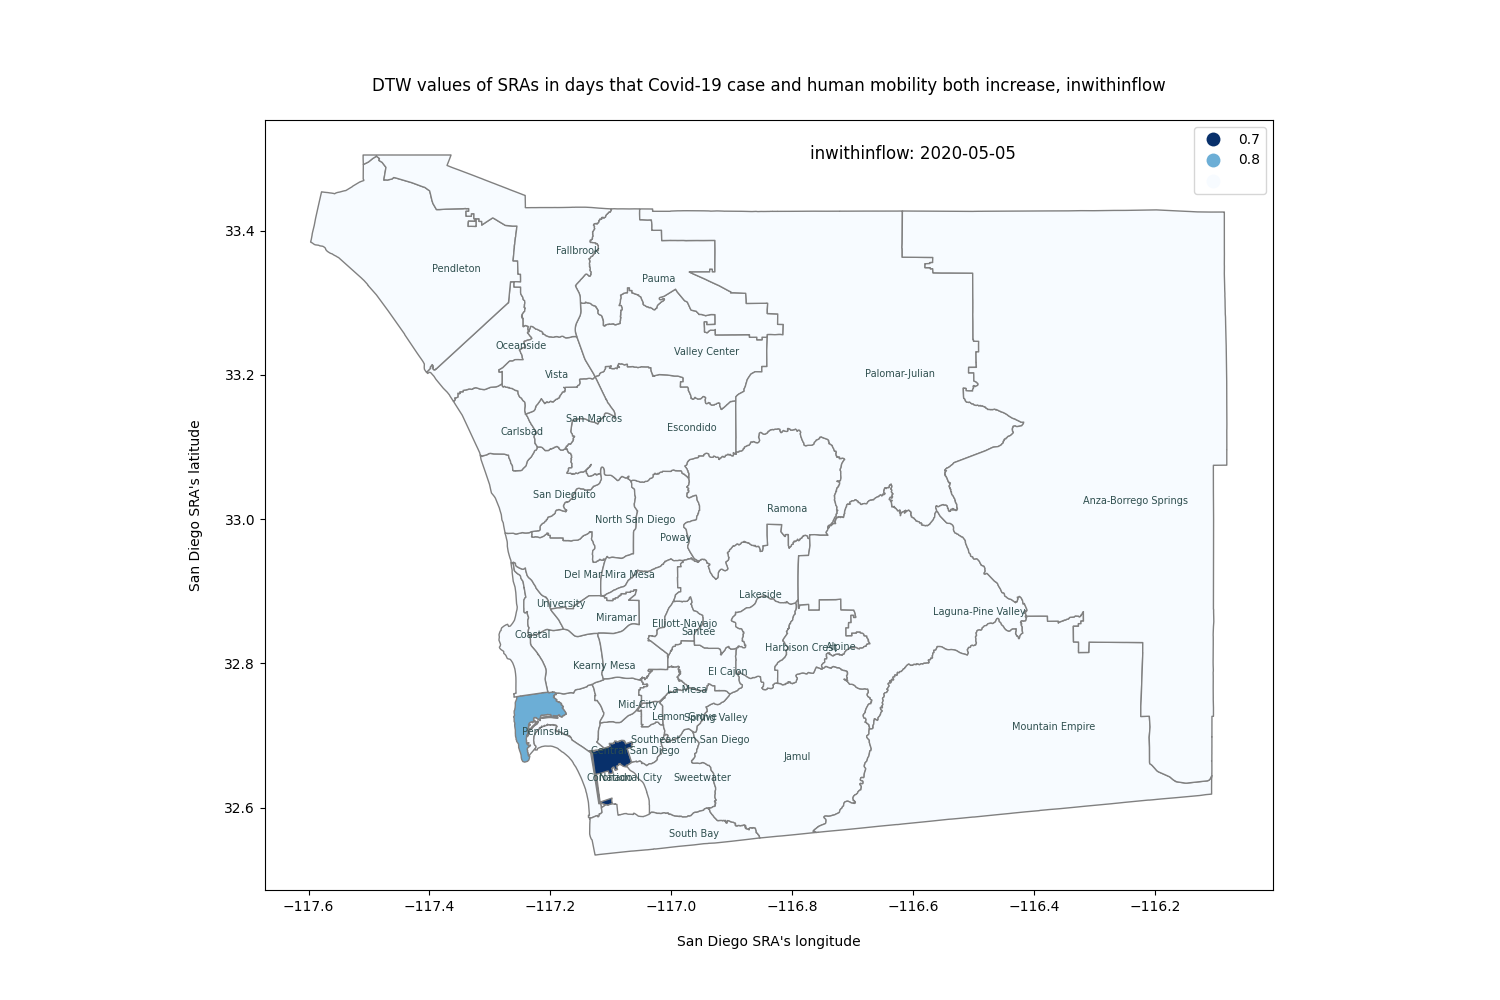 DTW values of SRAs in days that Covid-19 case and human mobility both increase, inwithinflow
inwithinflow: 2020-05-05
0.7
0.8
San Diego SRA's latitude
33.4
33.2
33.0
32.8
32.6
Fallbrook
Pendleton
Pauma
Oceanside
Valley Center
Vista
Palomar-Julian
San Marcos
Carlsbad
Escondido
San Dieguito
Anza-Borrego Springs
Ramona
North San Diego
Poway
Del Mar-Mira Mesa
Lakeside
University
Miramar
Laguna-Pine Valley
Elliott-Navajo
Santee
Coastal
Harbison Crest
Alpine
Kearny Mesa
El Cajon
La Mesa
Mid-City
Lemon Grove
Spring Valley
Mountain Empire
Peninsula
Southeastern San Diego
Central San Diego
Jamul
Coronado
National City
Sweetwater
South Bay
−117.6
−117.4
−117.2
−117.0
−116.8
−116.6
−116.4
−116.2
San Diego SRA's longitude